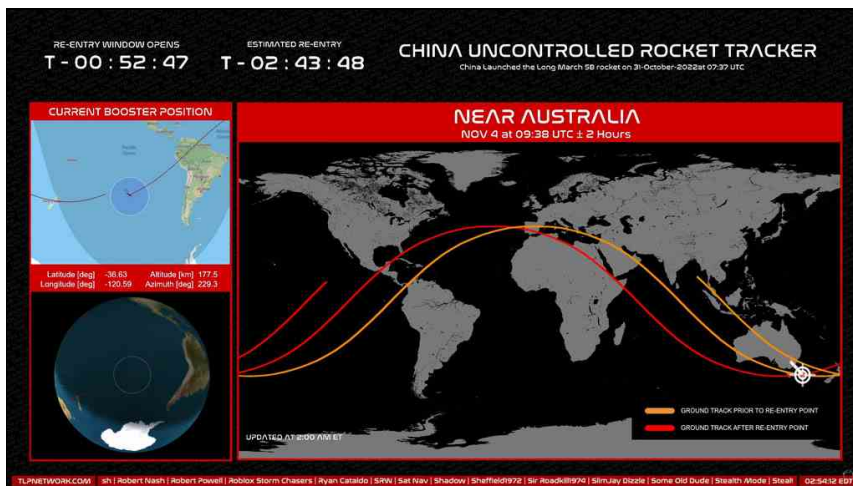 RE-ENTRY WINDOW OPENS
T - 00 : 52 : 47
ESTIMATED RE-ENTRY
T - 02 : 43 : 48
CHINA UNCONTROLLED ROCKET TRACKER
China Launched the Long March 5B rocket on 31-October-2022at 07:37 UTC
CURRENT BOOSTER POSITION
Latitude [deg] -36.63 Altitude [km] 177.5
Longitude [deg] -120.59 Azimuth [deg] 229.3
NEAR AUSTRALIA
NOV 4 at 09:38 UTC ± 2 Hours
GROUND TRACK PRIOR TO RE-ENTRY POINT
GROUND TRACK AFTER RE-ENTRY POINT
UPDATED AT 2:00 AM ET
TLPNETWORK.COM sh | Robert Nash | Robert Powell | Roblox Storm Chasers | Ryan Cataldo | SRW | Sat Nav | Shadow | Sheffield1972 | Sir Roadkill1974 | SlimJay Dizzle | Some Old Dude | Stealth Mode | Stealt 02:54:12 EDT